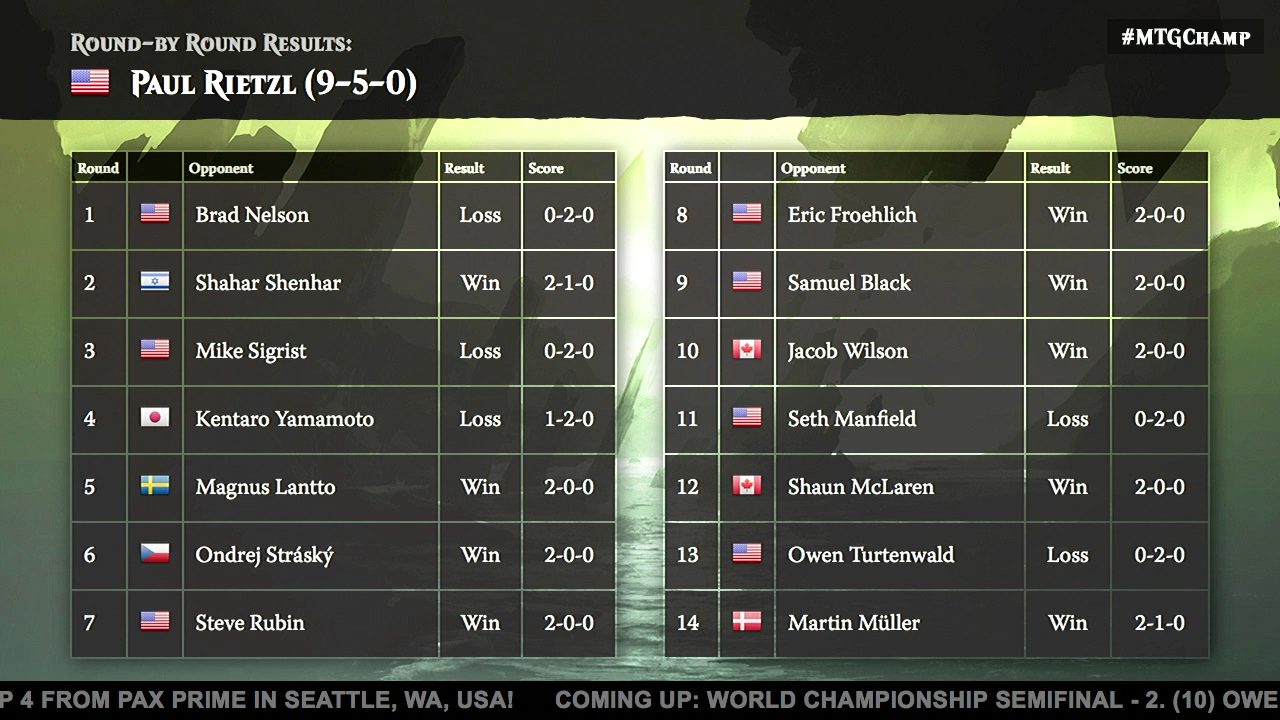 Round-by Round Results:
#MTGChamp
Paul Rietzl (9-5-0)
Round Opponent Result Score
1 Brad Nelson Loss 0-2-0
2 Shahar Shenhar Win 2-1-0
3 Mike Sigrist Loss 0-2-0
4 Kentaro Yamamoto Loss 1-2-0
5 Magnus Lantto Win 2-0-0
6 Ondrej Stráský Win 2-0-0
7 Steve Rubin Win 2-0-0
Round Opponent Result Score
8 Eric Froehlich Win 2-0-0
9 Samuel Black Win 2-0-0
10 Jacob Wilson Win 2-0-0
11 Seth Manfield Loss 0-2-0
12 Shaun McLaren Win 2-0-0
13 Owen Turtenwald Loss 0-2-0
14 Martin Müller Win 2-1-0
P 4 FROM PAX PRIME IN SEATTLE, WA, USA! COMING UP: WORLD CHAMPIONSHIP SEMIFINAL - 2. (10) OWE